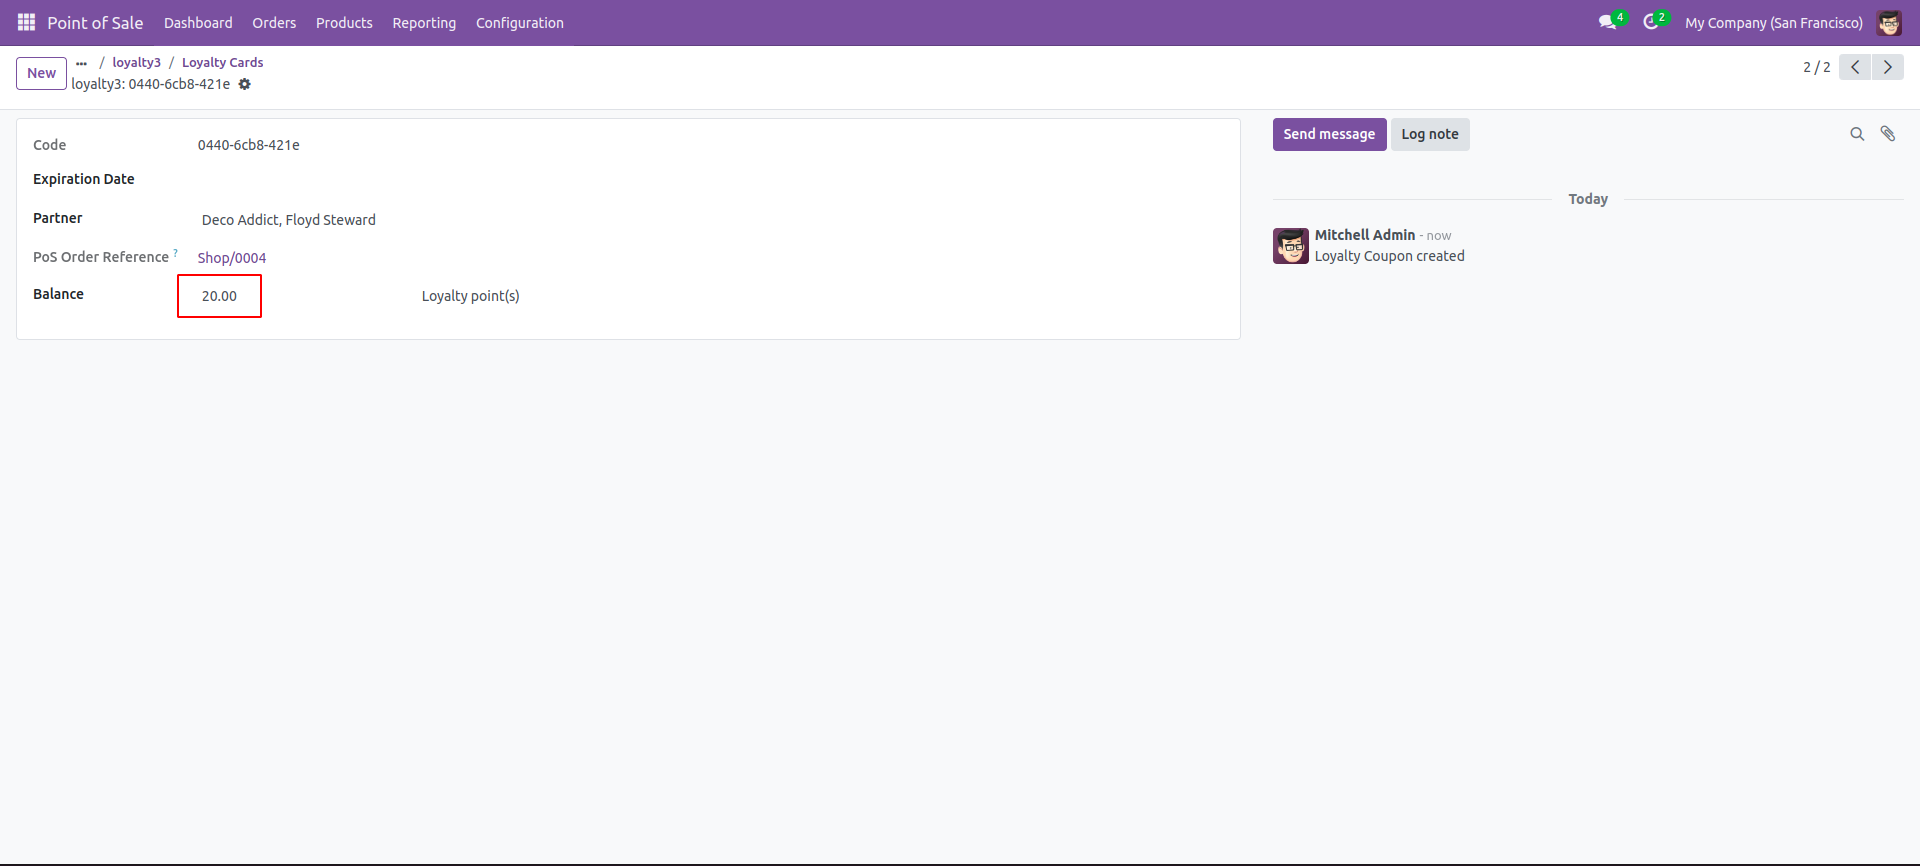 Point of Sale Dashboard Orders Products Reporting Configuration 4 2 My Company (San Francisco)
New ... / loyalty3 / Loyalty Cards
loyalty3: 0440-6cb8-421e
2 / 2
Code 0440-6cb8-421e
Expiration Date
Partner Deco Addict, Floyd Steward
PoS Order Reference ? Shop/0004
Balance 20.00 Loyalty point(s)
Send message Log note
Today
Mitchell Admin - now
Loyalty Coupon created